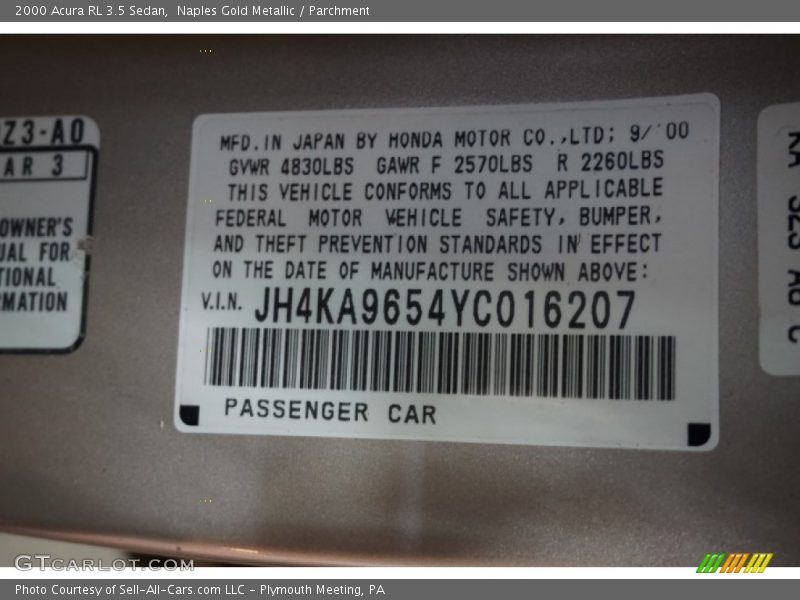 2000 Acura RL 3.5 Sedan, Naples Gold Metallic / Parchment
Z3-A0
AR 3
OWNER'S
UAL FOR
TIONAL
MATION
MFD. IN JAPAN BY HONDA MOTOR CO., LTD; 9/'00
GVWR 4830LBS GAWR F 2570LBS R 2260LBS
THIS VEHICLE CONFORMS TO ALL APPLICABLE
FEDERAL MOTOR VEHICLE SAFETY, BUMPER,
AND THEFT PREVENTION STANDARDS IN EFFECT
ON THE DATE OF MANUFACTURE SHOWN ABOVE:
V.I.N. JH4KA9654YC016207
PASSENGER CAR
KA 3Z3 A0 C
GTCARLOT.COM
Photo Courtesy of Sell-All-Cars.com LLC - Plymouth Meeting, PA